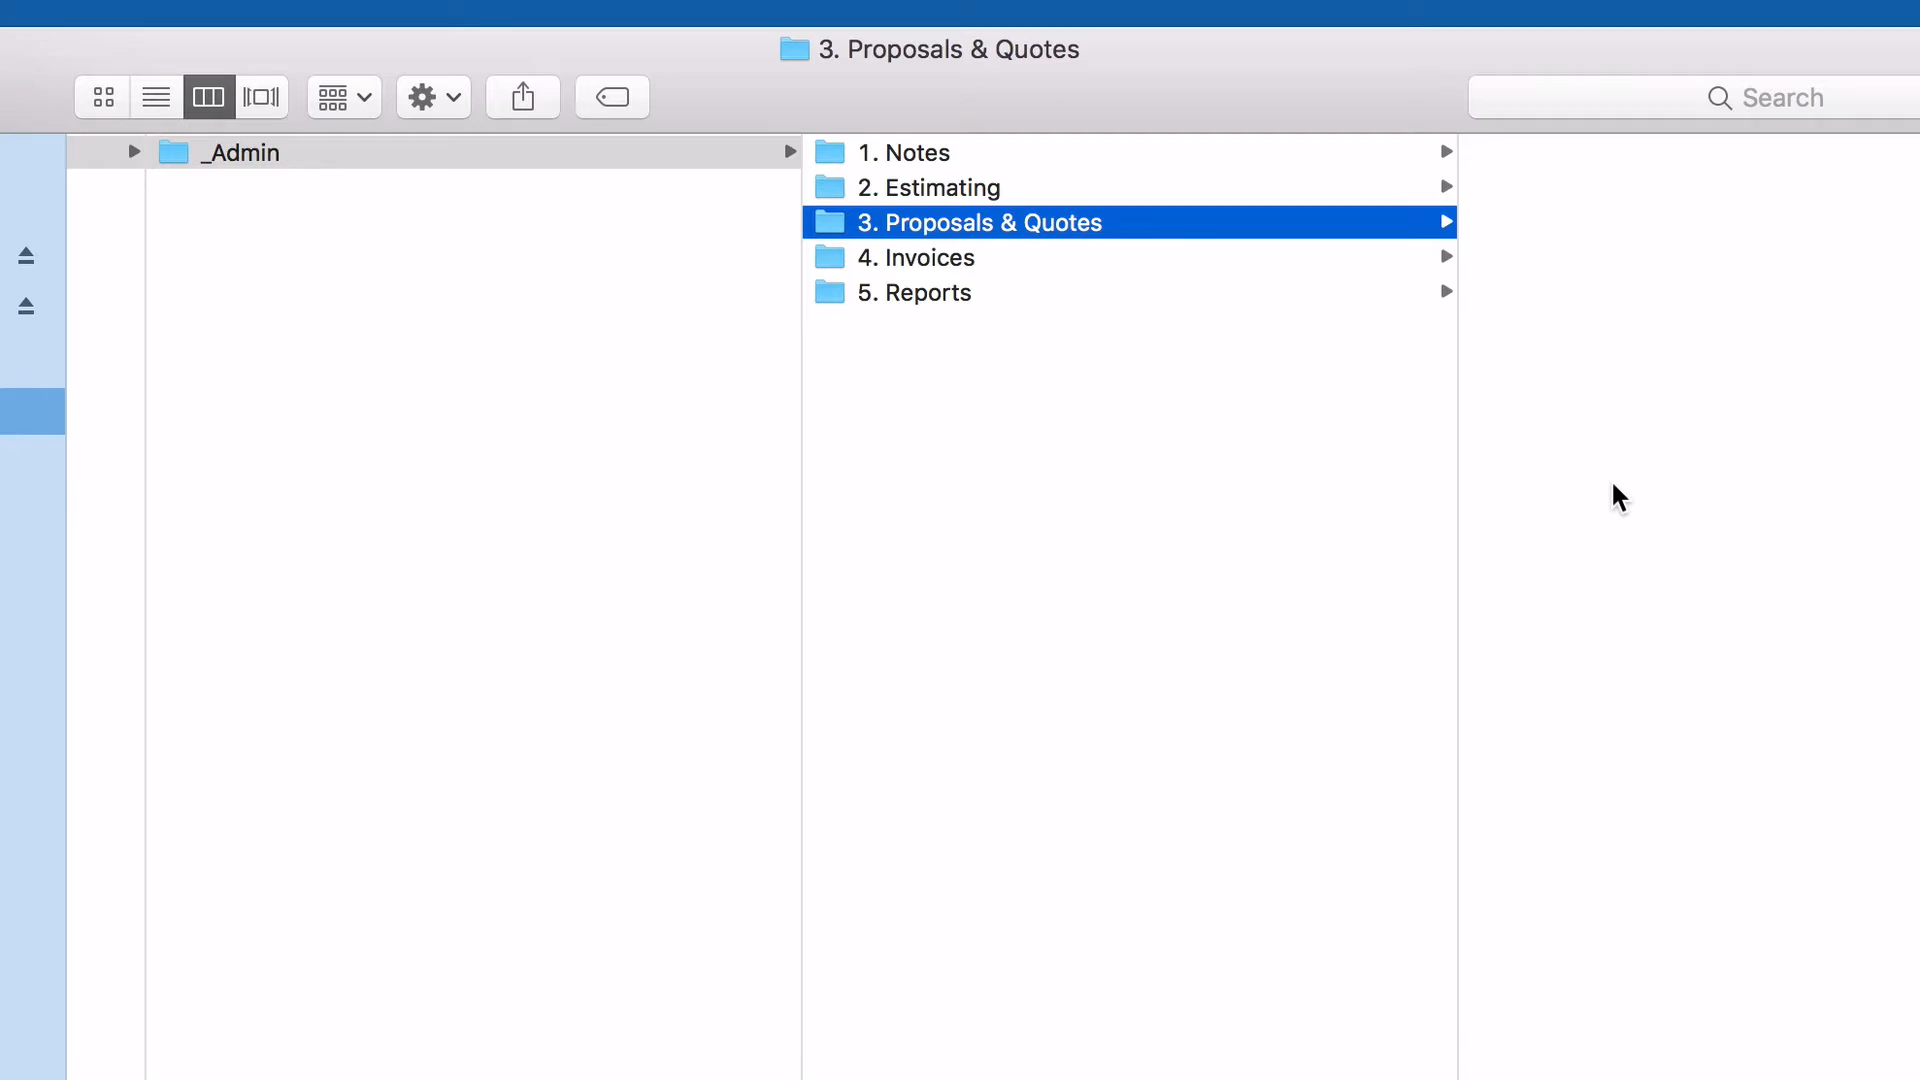 3. Proposals & Quotes
Search
_Admin
1. Notes
2. Estimating
3. Proposals & Quotes
4. Invoices
5. Reports